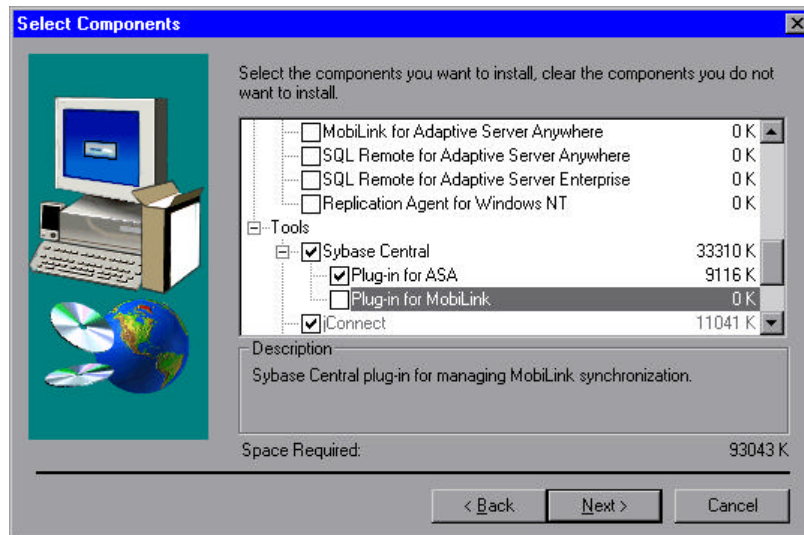 Select Components
Select the components you want to install, clear the components you do not
want to install.
MobiLink for Adaptive Server Anywhere 0 K
SQL Remote for Adaptive Server Anywhere 0 K
SQL Remote for Adaptive Server Enterprise 0 K
Replication Agent for Windows NT 0 K
Tools
Sybase Central 33310 K
Plug-in for ASA 9116 K
Plug-in for MobiLink 0 K
jConnect 11041 K
Description
Sybase Central plug-in for managing MobiLink synchronization.
Space Required: 93043 K
< Back Next > Cancel